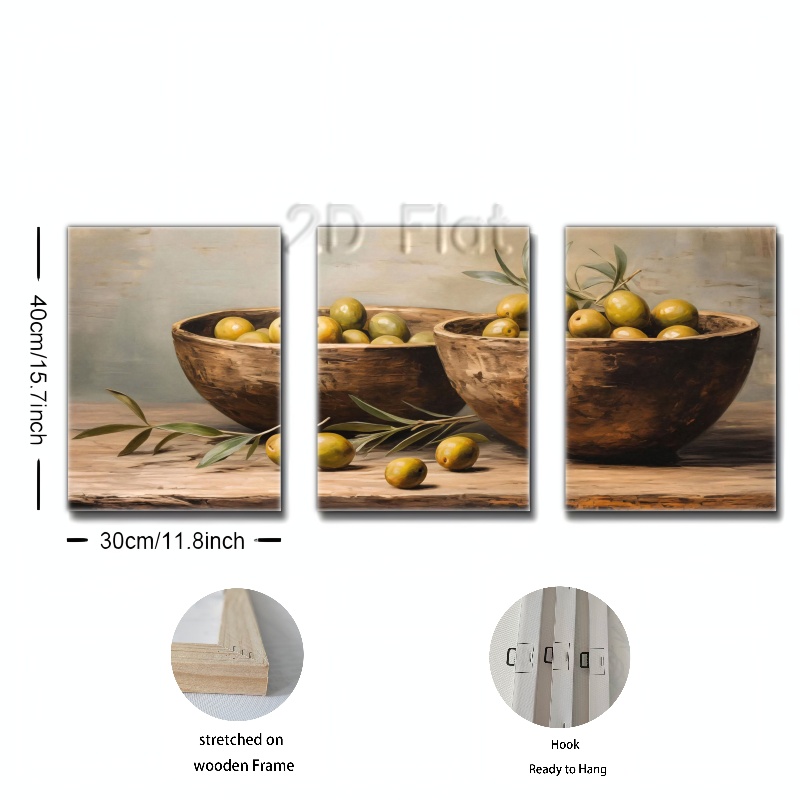 2D Flat
40cm/15.7inch
30cm/11.8inch
stretched on
wooden Frame
Hook
Ready to Hang